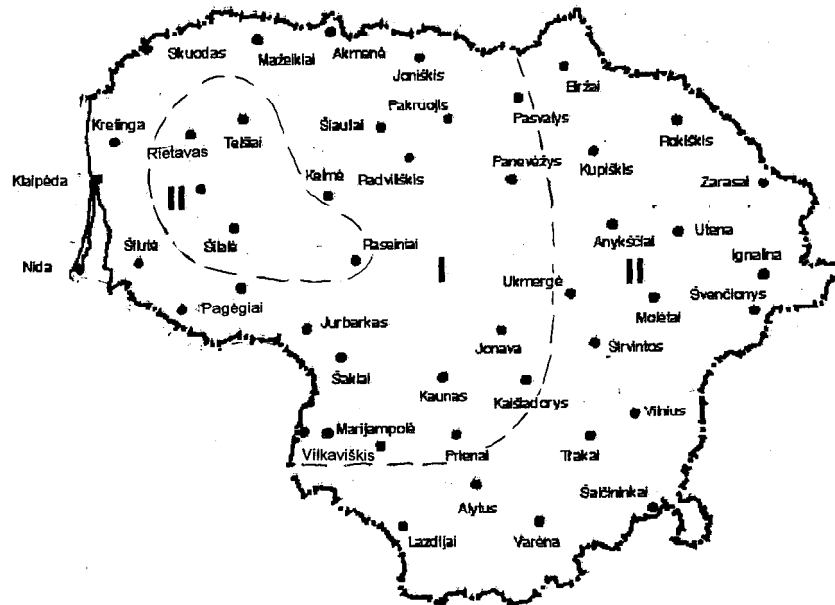 Skuodas
Mažeikiai
Akmenė
Joniškis
Biržai
Pasvalys
Pakruojis
Šiauliai
Rokiškis
Kretinga
Rietavas
Telšiai
Radviliškis
Panevėžys
Kupiškis
Klaipėda
Kelmė
Zarasai
II
Šilutė
Šilalė
Raseiniai
Anykščiai
Utena
Nida
I
II
Ignalina
Ukmergė
Švenčionys
Pagėgiai
Molėtai
Jurbarkas
Jonava
Širvintos
Šakiai
Kaunas
Kaišiadorys
Vilnius
Marijampolė
Vilkaviškis
Prienai
Trakai
Alytus
Šalčininkai
Lazdijai
Varėna